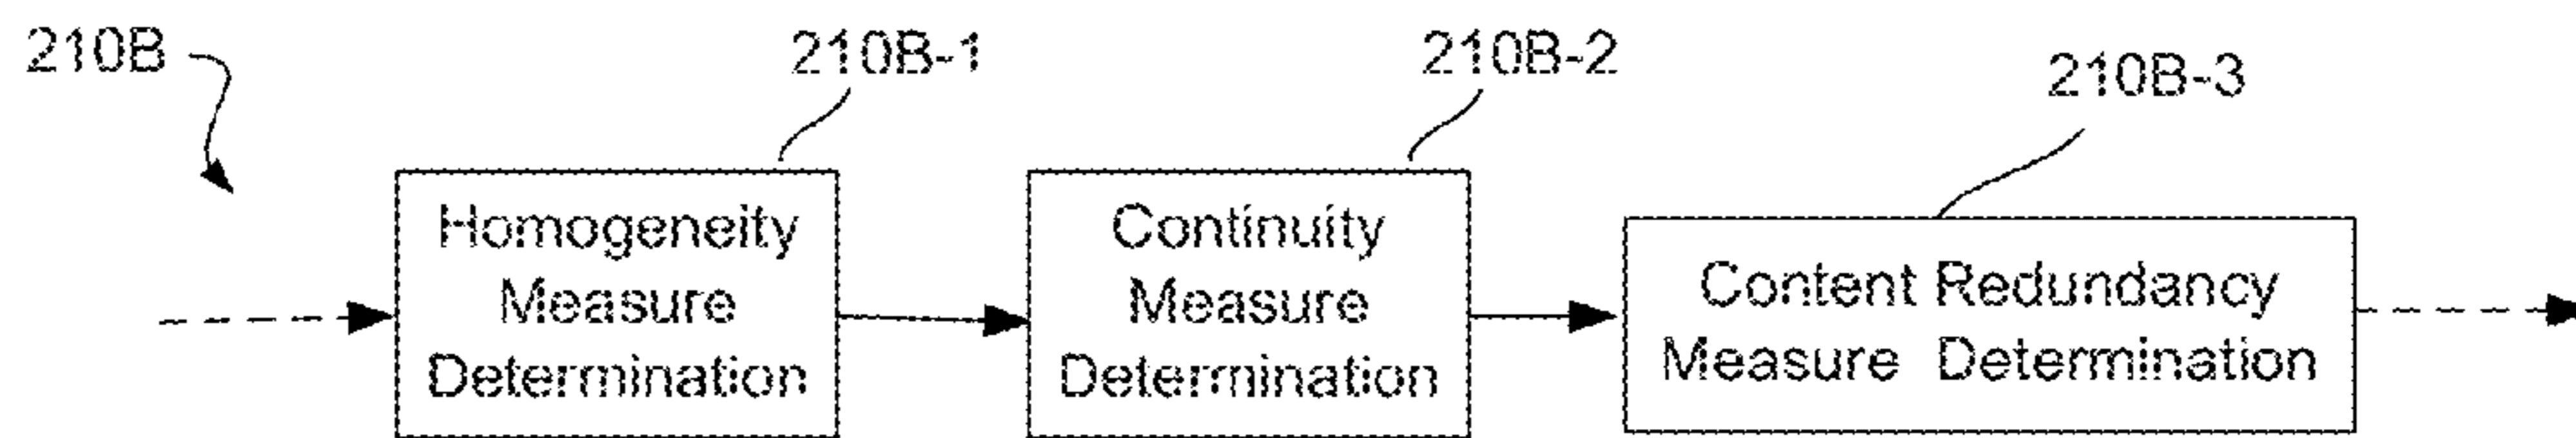 210B
210B-1
210B-2
210B-3
Homogeneity
Measure
Determination
Continuity
Measure
Determination
Content Redundancy
Measure Determination